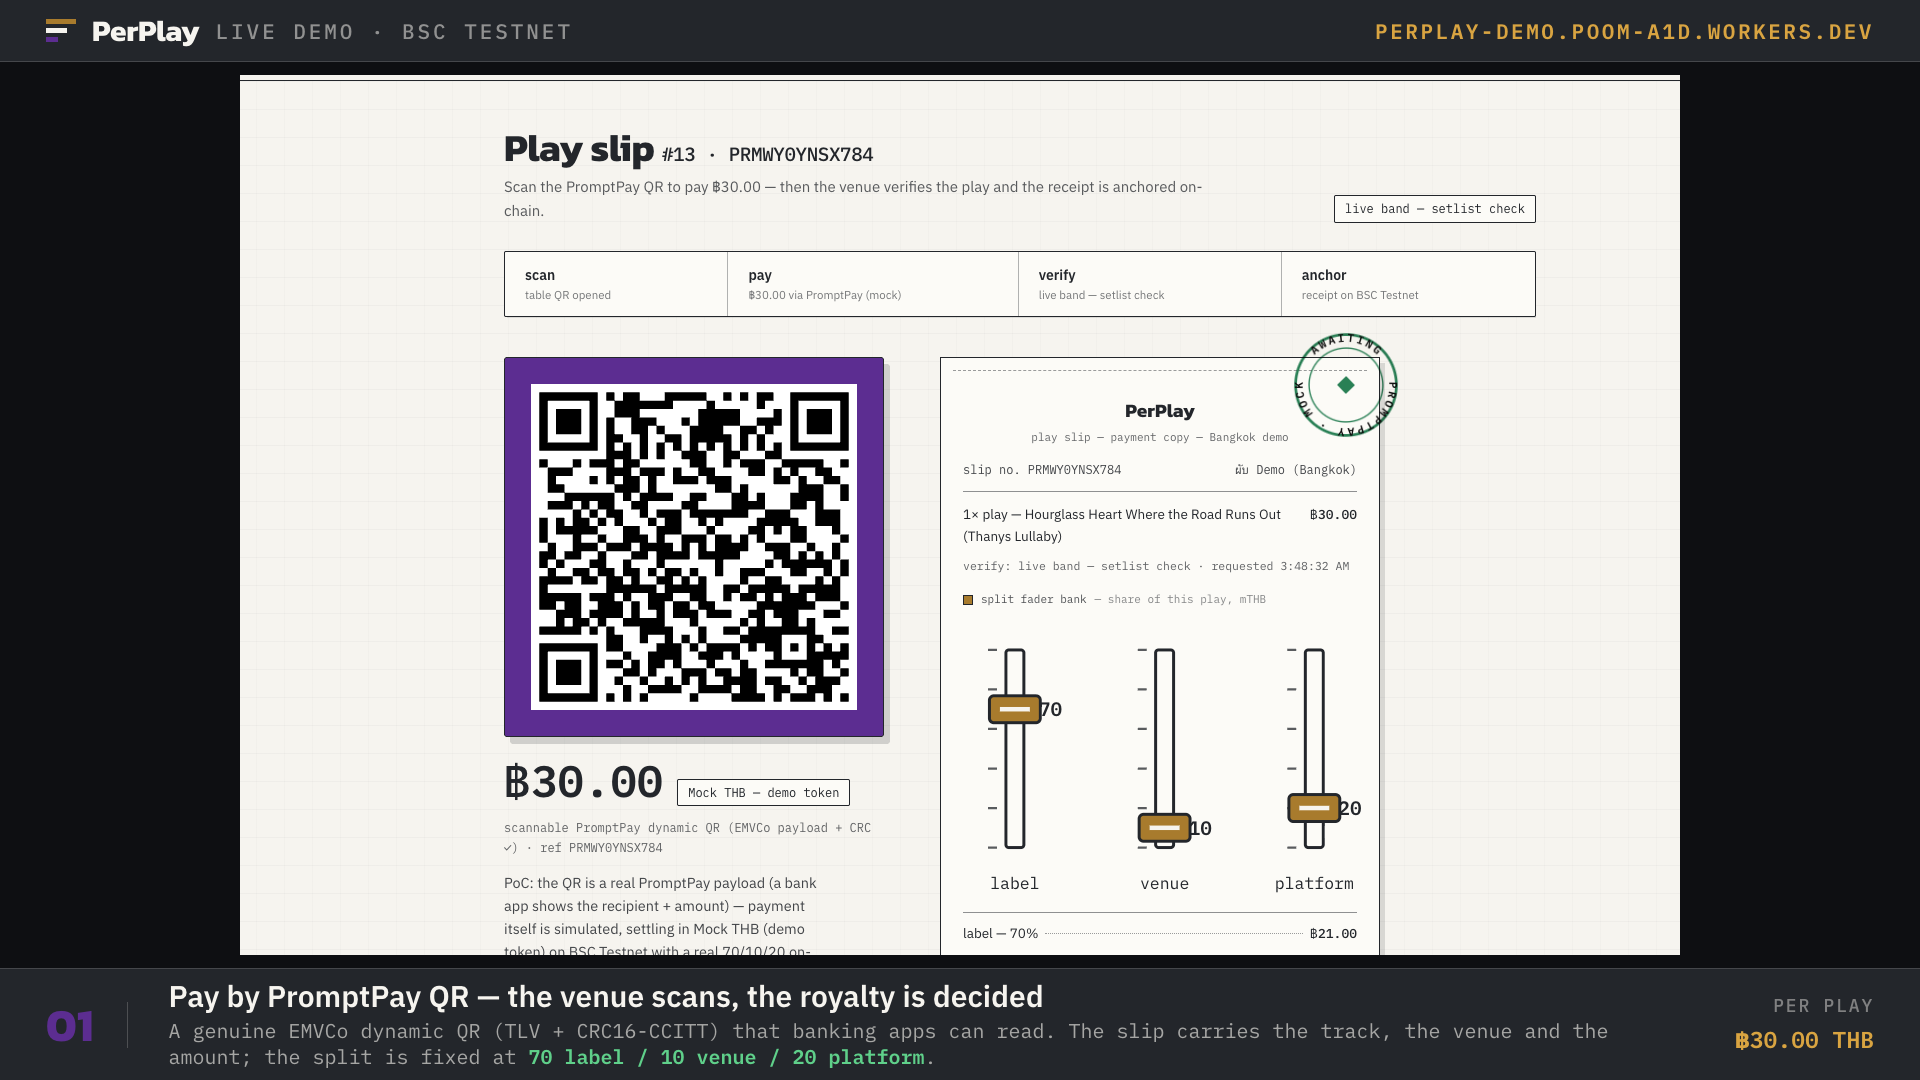 PerPlay LIVE DEMO · BSC TESTNET
PERPLAY-DEMO.POOM-A1D.WORKERS.DEV
Play slip #13 · PRMWY0YNSX784
Scan the PromptPay QR to pay ฿30.00 — then the venue verifies the play and the receipt is anchored on-
chain.
live band — setlist check
scan
table QR opened
pay
฿30.00 via PromptPay (mock)
verify
live band — setlist check
anchor
receipt on BSC Testnet
AWAITING PROMPTPAY · MOCK
PerPlay
play slip — payment copy — Bangkok demo
slip no. PRMWY0YNSX784
ผับ Demo (Bangkok)
1× play — Hourglass Heart Where the Road Runs Out
(Thanys Lullaby)
฿30.00
verify: live band — setlist check · requested 3:48:32 AM
split fader bank — share of this play, mTHB
70
10
20
label
venue
platform
label — 70%
฿21.00
฿30.00
Mock THB — demo token
scannable PromptPay dynamic QR (EMVCo payload + CRC
✓) · ref PRMWY0YNSX784
PoC: the QR is a real PromptPay payload (a bank
app shows the recipient + amount) — payment
itself is simulated, settling in Mock THB (demo
token) on BSC Testnet with a real 70/10/20 on-
01
Pay by PromptPay QR — the venue scans, the royalty is decided
A genuine EMVCo dynamic QR (TLV + CRC16-CCITT) that banking apps can read. The slip carries the track, the venue and the
amount; the split is fixed at 70 label / 10 venue / 20 platform.
PER PLAY
฿30.00 THB